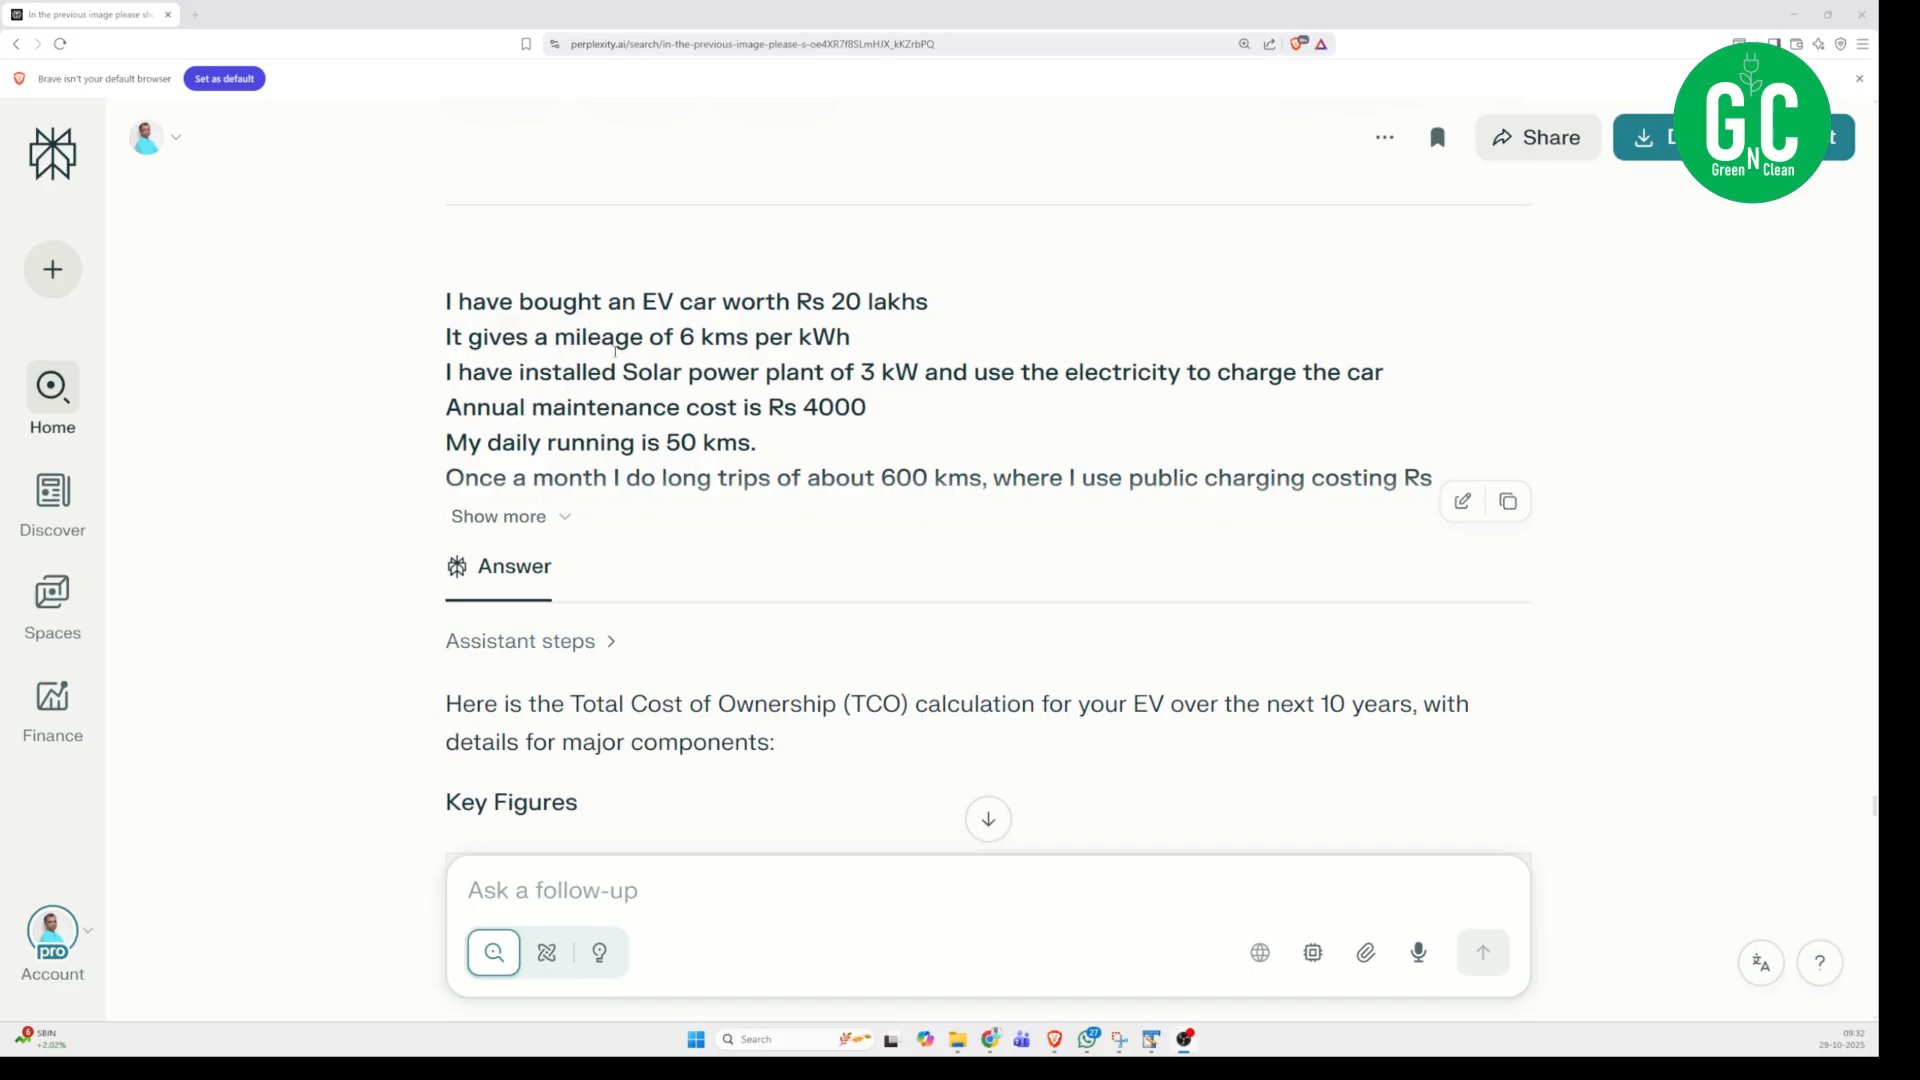 In the previous image please sh
perplexity.ai/search/in-the-previous-image-please-s-oe4XR7f8SLmHJX_kKZrbPQ
Brave isn't your default browser
Set as default
Share
GNC
Green Clean
I have bought an EV car worth Rs 20 lakhs
It gives a mileage of 6 kms per kWh
I have installed Solar power plant of 3 kW and use the electricity to charge the car
Annual maintenance cost is Rs 4000
My daily running is 50 kms.
Once a month I do long trips of about 600 kms, where I use public charging costing Rs
Show more
Answer
Assistant steps
Here is the Total Cost of Ownership (TCO) calculation for your EV over the next 10 years, with
details for major components:
Key Figures
Ask a follow-up
Home
Discover
Spaces
Finance
pro
Account
?
6
SBIN
+2.02%
Search
27
09:32
29-10-2025